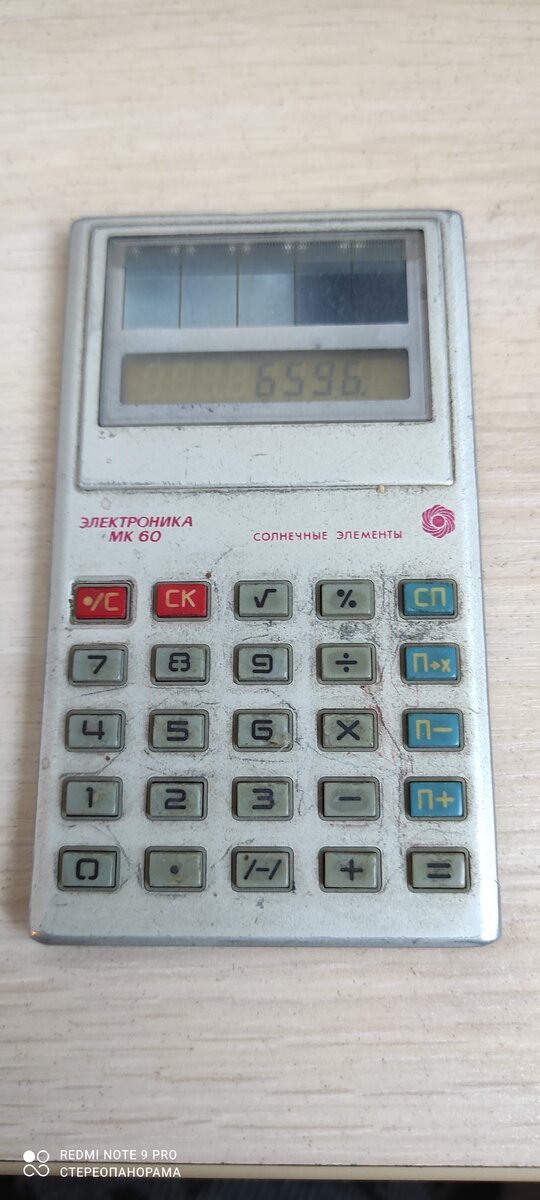 6596.
ЭЛЕКТРОНИКА
МК 60
СОЛНЕЧНЫЕ ЭЛЕМЕНТЫ
•/С СК √ % СП
7 8 9 ÷ П→х
4 5 6 X П−
1 2 3 − П+
0 • /−/ + =
REDMI NOTE 9 PRO
СТЕРЕОПАНОРАМА